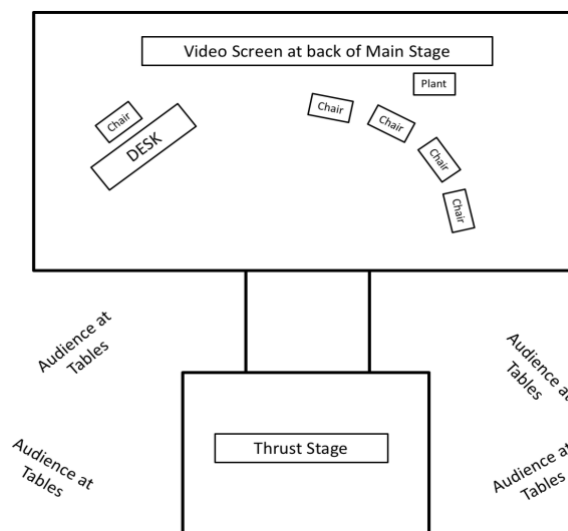 Video Screen at back of Main Stage
Plant
Chair
Chair
Chair
DESK
Chair
Chair
Audience at
Tables
Audience at
Tables
Thrust Stage
Audience at
Tables
Audience at
Tables